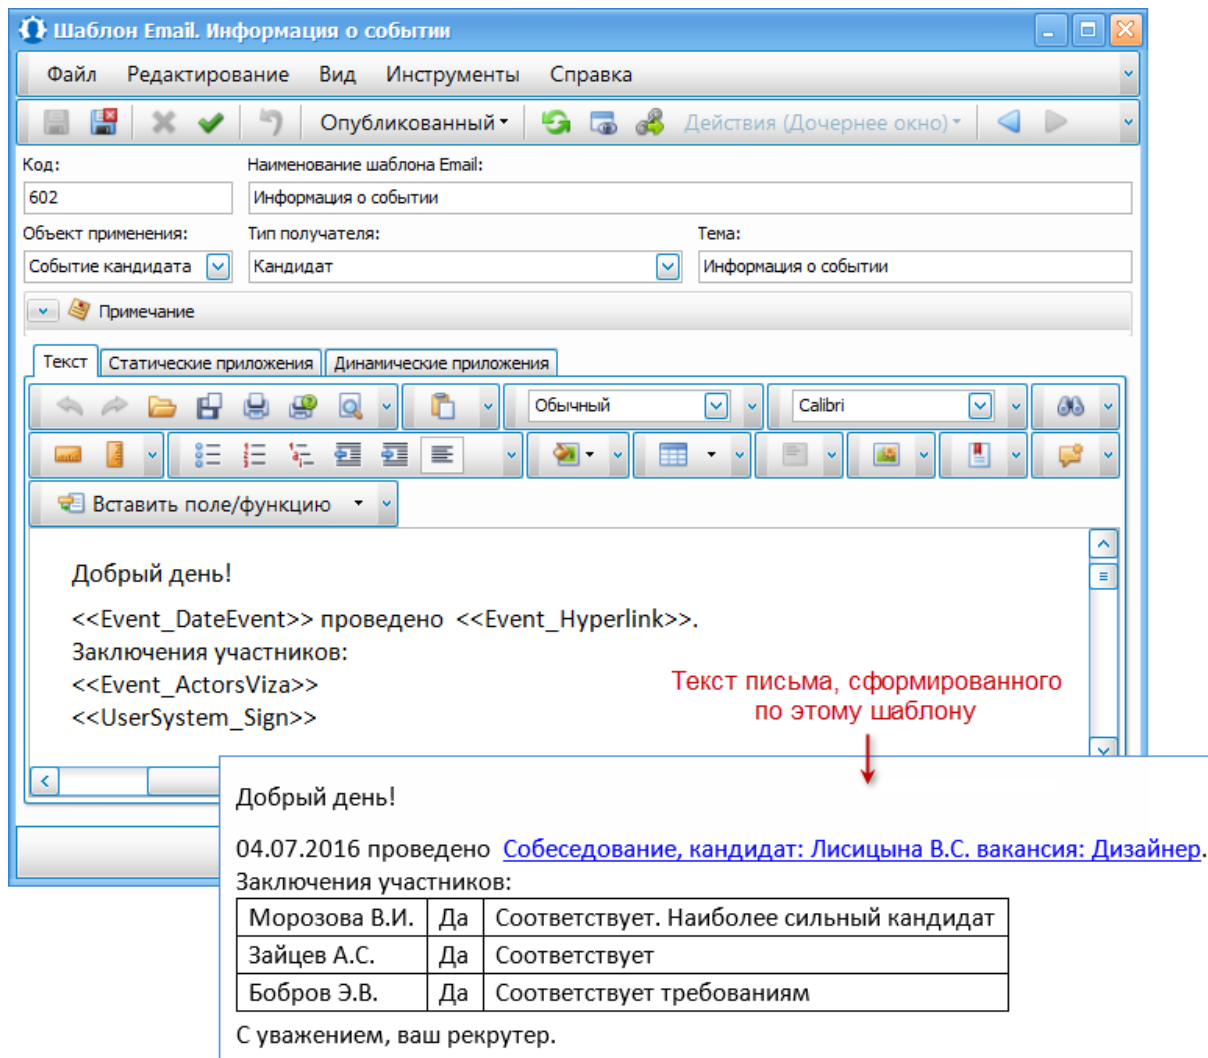 Шаблон Email. Информация о событии
Файл Редактирование Вид Инструменты Справка
Опубликованный Действия (Дочернее окно)
Код: Наименование шаблона Email:
602 Информация о событии
Объект применения: Тип получателя: Тема:
Событие кандидата Кандидат Информация о событии
Примечание
Текст Статические приложения Динамические приложения
Обычный Calibri
Вставить поле/функцию
Добрый день!
<<Event_DateEvent>> проведено <<Event_Hyperlink>>.
Заключения участников:
<<Event_ActorsViza>>
<<UserSystem_Sign>>
Текст письма, сформированного
по этому шаблону
Добрый день!
04.07.2016 проведено Собеседование, кандидат: Лисицына В.С. вакансия: Дизайнер.
Заключения участников:
Морозова В.И. Да Соответствует. Наиболее сильный кандидат
Зайцев А.С. Да Соответствует
Бобров Э.В. Да Соответствует требованиям
С уважением, ваш рекрутер.